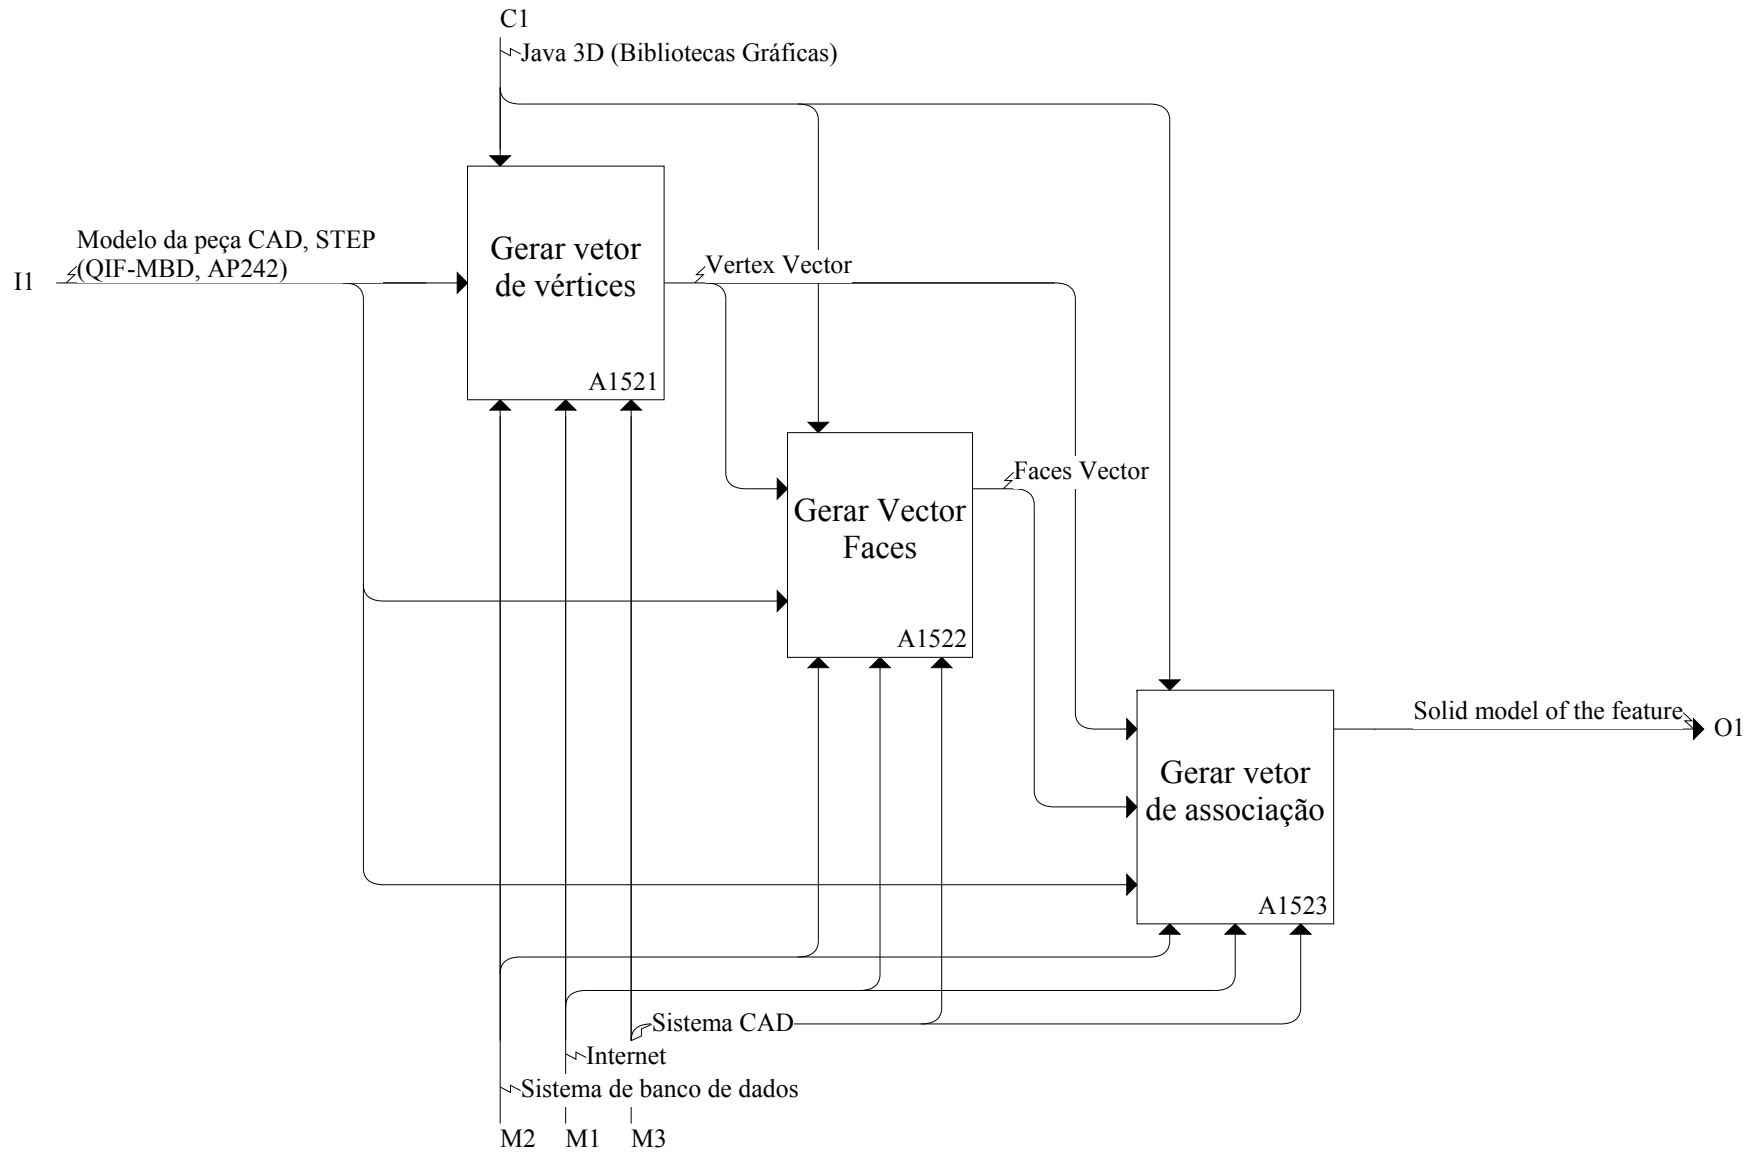 C1
Java 3D (Bibliotecas Gráficas)
Modelo da peça CAD, STEP
(QIF-MBD, AP242)
I1
Gerar vetor
de vértices
A1521
Vertex Vector
Faces Vector
Gerar Vector
Faces
A1522
Solid model of the feature
O1
Gerar vetor
de associação
A1523
Sistema CAD
Internet
Sistema de banco de dados
M2
M1
M3